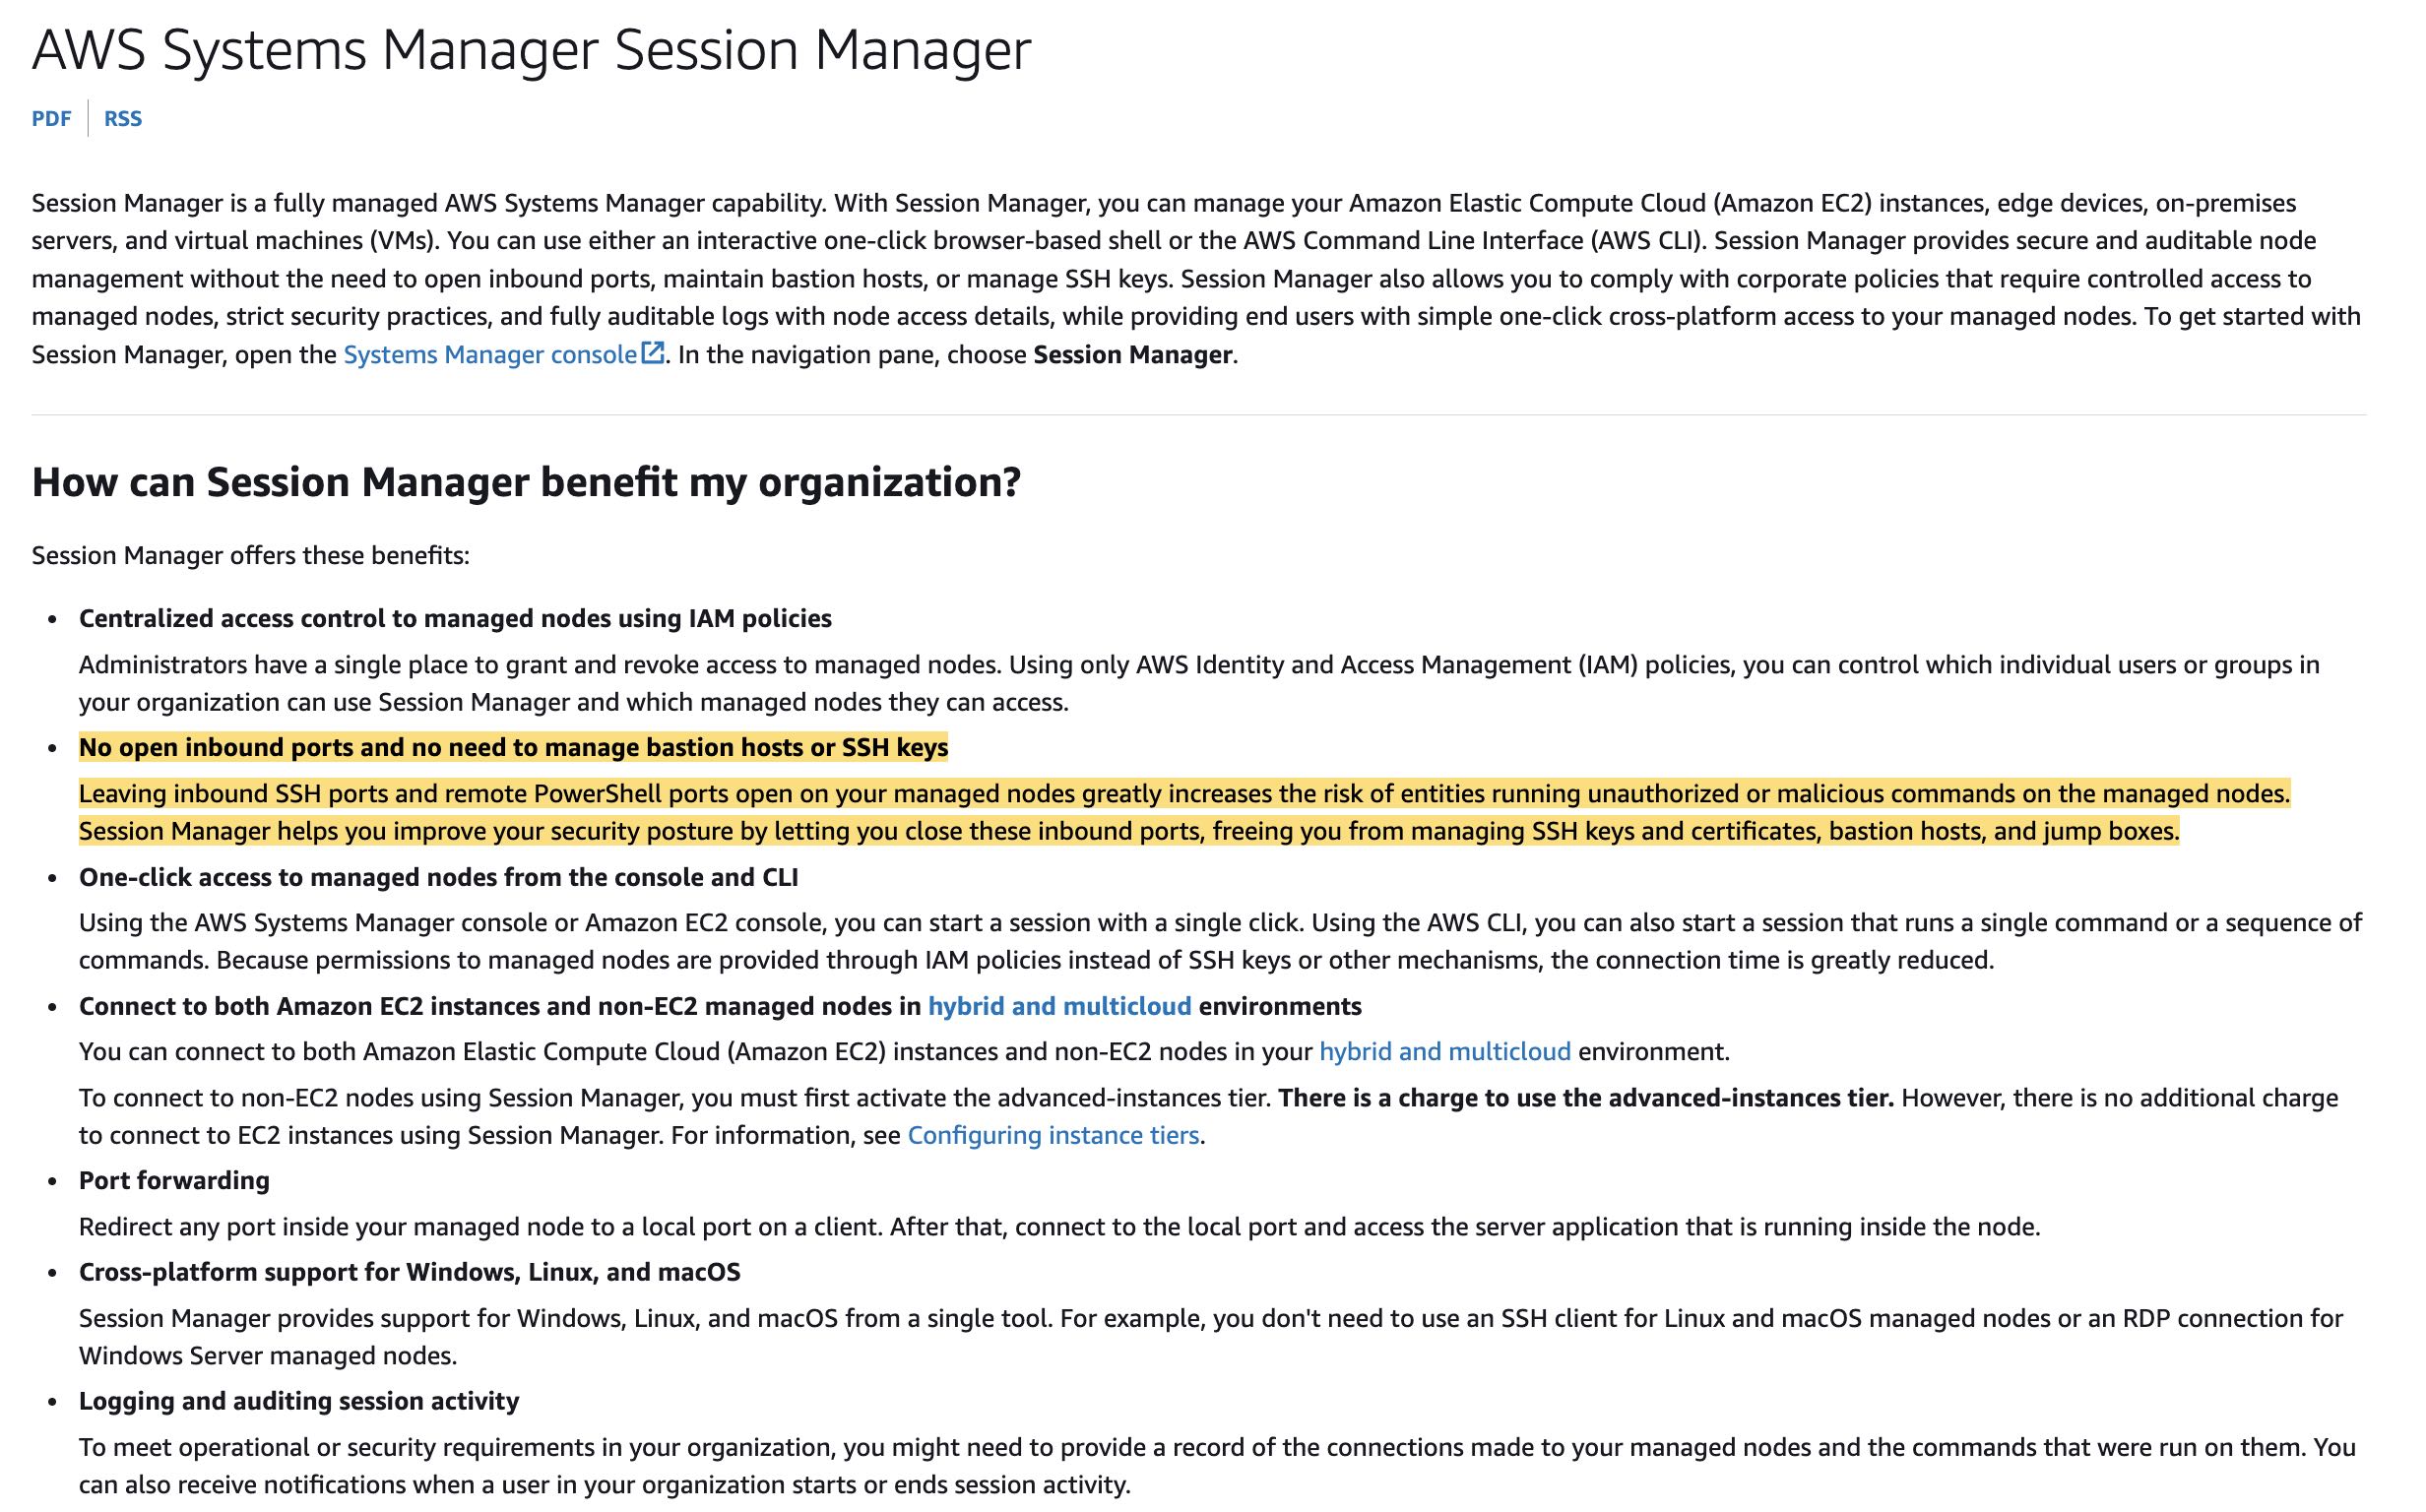 AWS Systems Manager Session Manager
PDF
RSS
Session Manager is a fully managed AWS Systems Manager capability. With Session Manager, you can manage your Amazon Elastic Compute Cloud (Amazon EC2) instances, edge devices, on-premises
servers, and virtual machines (VMs). You can use either an interactive one-click browser-based shell or the AWS Command Line Interface (AWS CLI). Session Manager provides secure and auditable node
management without the need to open inbound ports, maintain bastion hosts, or manage SSH keys. Session Manager also allows you to comply with corporate policies that require controlled access to
managed nodes, strict security practices, and fully auditable logs with node access details, while providing end users with simple one-click cross-platform access to your managed nodes. To get started with
Session Manager, open the Systems Manager console. In the navigation pane, choose Session Manager.
How can Session Manager benefit my organization?
Session Manager offers these benefits:
• Centralized access control to managed nodes using IAM policies
Administrators have a single place to grant and revoke access to managed nodes. Using only AWS Identity and Access Management (IAM) policies, you can control which individual users or groups in
your organization can use Session Manager and which managed nodes they can access.
• No open inbound ports and no need to manage bastion hosts or SSH keys
Leaving inbound SSH ports and remote PowerShell ports open on your managed nodes greatly increases the risk of entities running unauthorized or malicious commands on the managed nodes.
Session Manager helps you improve your security posture by letting you close these inbound ports, freeing you from managing SSH keys and certificates, bastion hosts, and jump boxes.
• One-click access to managed nodes from the console and CLI
Using the AWS Systems Manager console or Amazon EC2 console, you can start a session with a single click. Using the AWS CLI, you can also start a session that runs a single command or a sequence of
commands. Because permissions to managed nodes are provided through IAM policies instead of SSH keys or other mechanisms, the connection time is greatly reduced.
• Connect to both Amazon EC2 instances and non-EC2 managed nodes in hybrid and multicloud environments
You can connect to both Amazon Elastic Compute Cloud (Amazon EC2) instances and non-EC2 nodes in your hybrid and multicloud environment.
To connect to non-EC2 nodes using Session Manager, you must first activate the advanced-instances tier. There is a charge to use the advanced-instances tier. However, there is no additional charge
to connect to EC2 instances using Session Manager. For information, see Configuring instance tiers.
• Port forwarding
Redirect any port inside your managed node to a local port on a client. After that, connect to the local port and access the server application that is running inside the node.
• Cross-platform support for Windows, Linux, and macOS
Session Manager provides support for Windows, Linux, and macOS from a single tool. For example, you don't need to use an SSH client for Linux and macOS managed nodes or an RDP connection for
Windows Server managed nodes.
• Logging and auditing session activity
To meet operational or security requirements in your organization, you might need to provide a record of the connections made to your managed nodes and the commands that were run on them. You
can also receive notifications when a user in your organization starts or ends session activity.